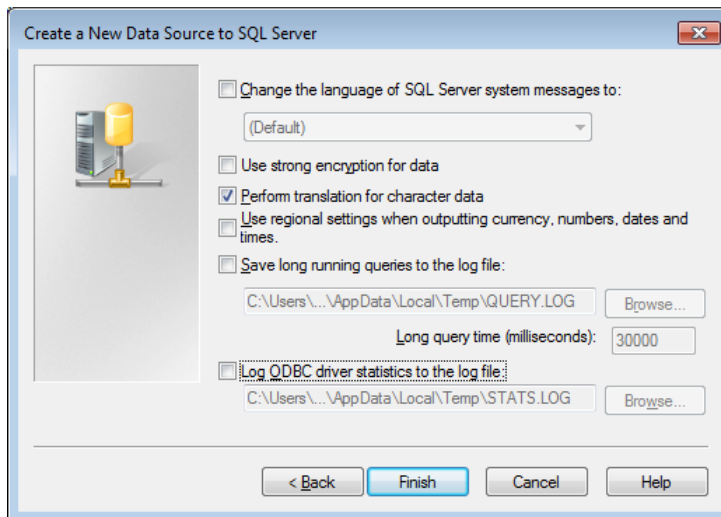 Create a New Data Source to SQL Server
Change the language of SQL Server system messages to:
(Default)
Use strong encryption for data
Perform translation for character data
Use regional settings when outputting currency, numbers, dates and
times.
Save long running queries to the log file:
C:\Users\...\AppData\Local\Temp\QUERY.LOG Browse...
Long query time (milliseconds): 30000
Log ODBC driver statistics to the log file:
C:\Users\...\AppData\Local\Temp\STATS.LOG Browse...
< Back Finish Cancel Help